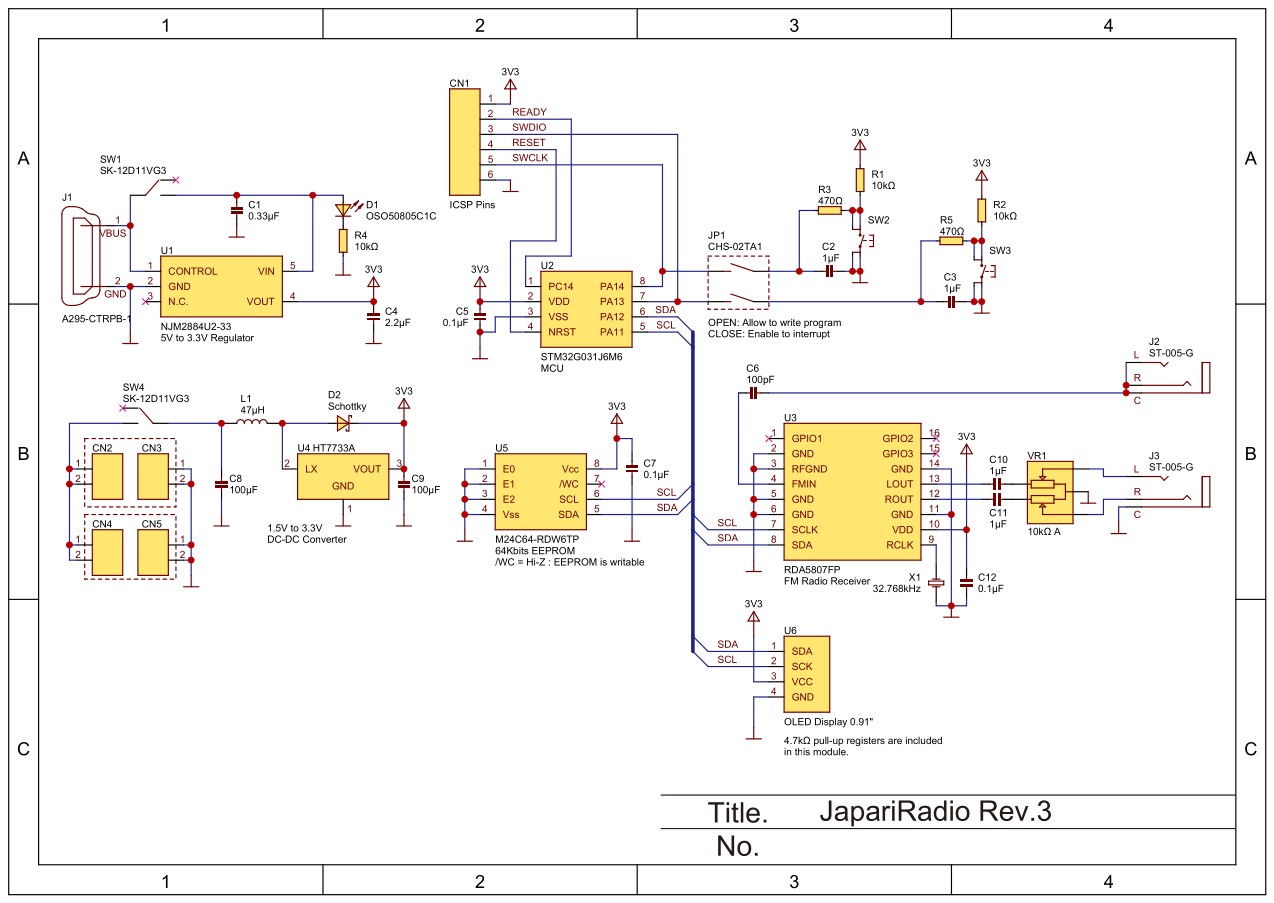 1 2 3 4
A A
B B
C C
1 2 3 4
SW1
SK-12D11VG3
J1
1
VBUS
2
GND
A295-CTRPB-1
C1
0.33µF
D1
OSO50805C1C
R4
10kΩ
U1
1 CONTROL VIN 5
2 GND
3 N.C. VOUT 4
NJM2884U2-33
5V to 3.3V Regulator
3V3
C4
2.2µF
CN1
3V3
1
2 READY
3 SWDIO
4 RESET
5 SWCLK
6
ICSP Pins
3V3
C5
0.1µF
U2
1 PC14 PA14 8
2 VDD PA13 7
3 VSS PA12 6 SDA
4 NRST PA11 5 SCL
STM32G031J6M6
MCU
JP1
CHS-02TA1
OPEN: Allow to write program
CLOSE: Enable to interrupt
3V3
R1
10kΩ
R3
470Ω
SW2
C2
1µF
3V3
R2
10kΩ
R5
470Ω
SW3
C3
1µF
SW4
SK-12D11VG3
CN2 CN3
1 1
2 2
CN4 CN5
1 1
2 2
L1
47µH
D2
Schottky
3V3
C8
100µF
U4 HT7733A
2 LX VOUT 3
GND
1
C9
100µF
1.5V to 3.3V
DC-DC Converter
3V3
U5
1 E0 Vcc 8
2 E1 /WC 7
3 E2 SCL 6 SCL
4 Vss SDA 5 SDA
C7
0.1µF
M24C64-RDW6TP
64Kbits EEPROM
/WC = Hi-Z : EEPROM is writable
C6
100pF
U3
1 GPIO1 GPIO2 16
2 GND GPIO3 15
3 RFGND GND 14
4 FMIN LOUT 13
5 GND ROUT 12
6 GND GND 11
SCL 7 SCLK VDD 10
SDA 8 SDA RCLK 9
RDA5807FP
FM Radio Receiver
3V3
X1
32.768kHz
C12
0.1µF
C10
1µF
C11
1µF
VR1
10kΩ A
J2
ST-005-G
L
R
C
J3
ST-005-G
L
R
C
3V3
U6
SDA 1 SDA
SCL 2 SCK
3 VCC
4 GND
OLED Display 0.91"
4.7kΩ pull-up registers are included
in this module.
Title. JapariRadio Rev.3
No.